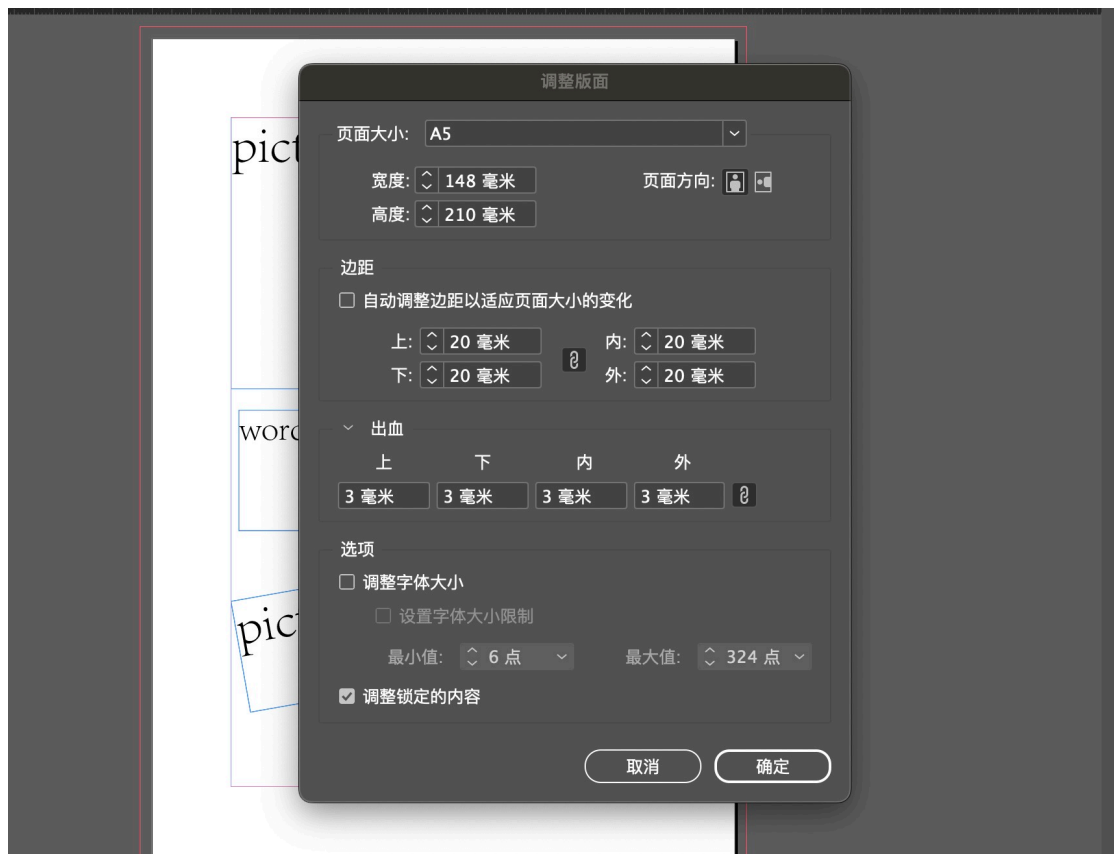 调整版面
页面大小: A5
宽度: 148 毫米 页面方向:
高度: 210 毫米
边距
自动调整边距以适应页面大小的变化
上: 20 毫米 内: 20 毫米
下: 20 毫米 外: 20 毫米
出血
上 下 内 外
3 毫米 3 毫米 3 毫米 3 毫米
选项
调整字体大小
设置字体大小限制
最小值: 6 点 最大值: 324 点
调整锁定的内容
取消 确定
pict
word
pict